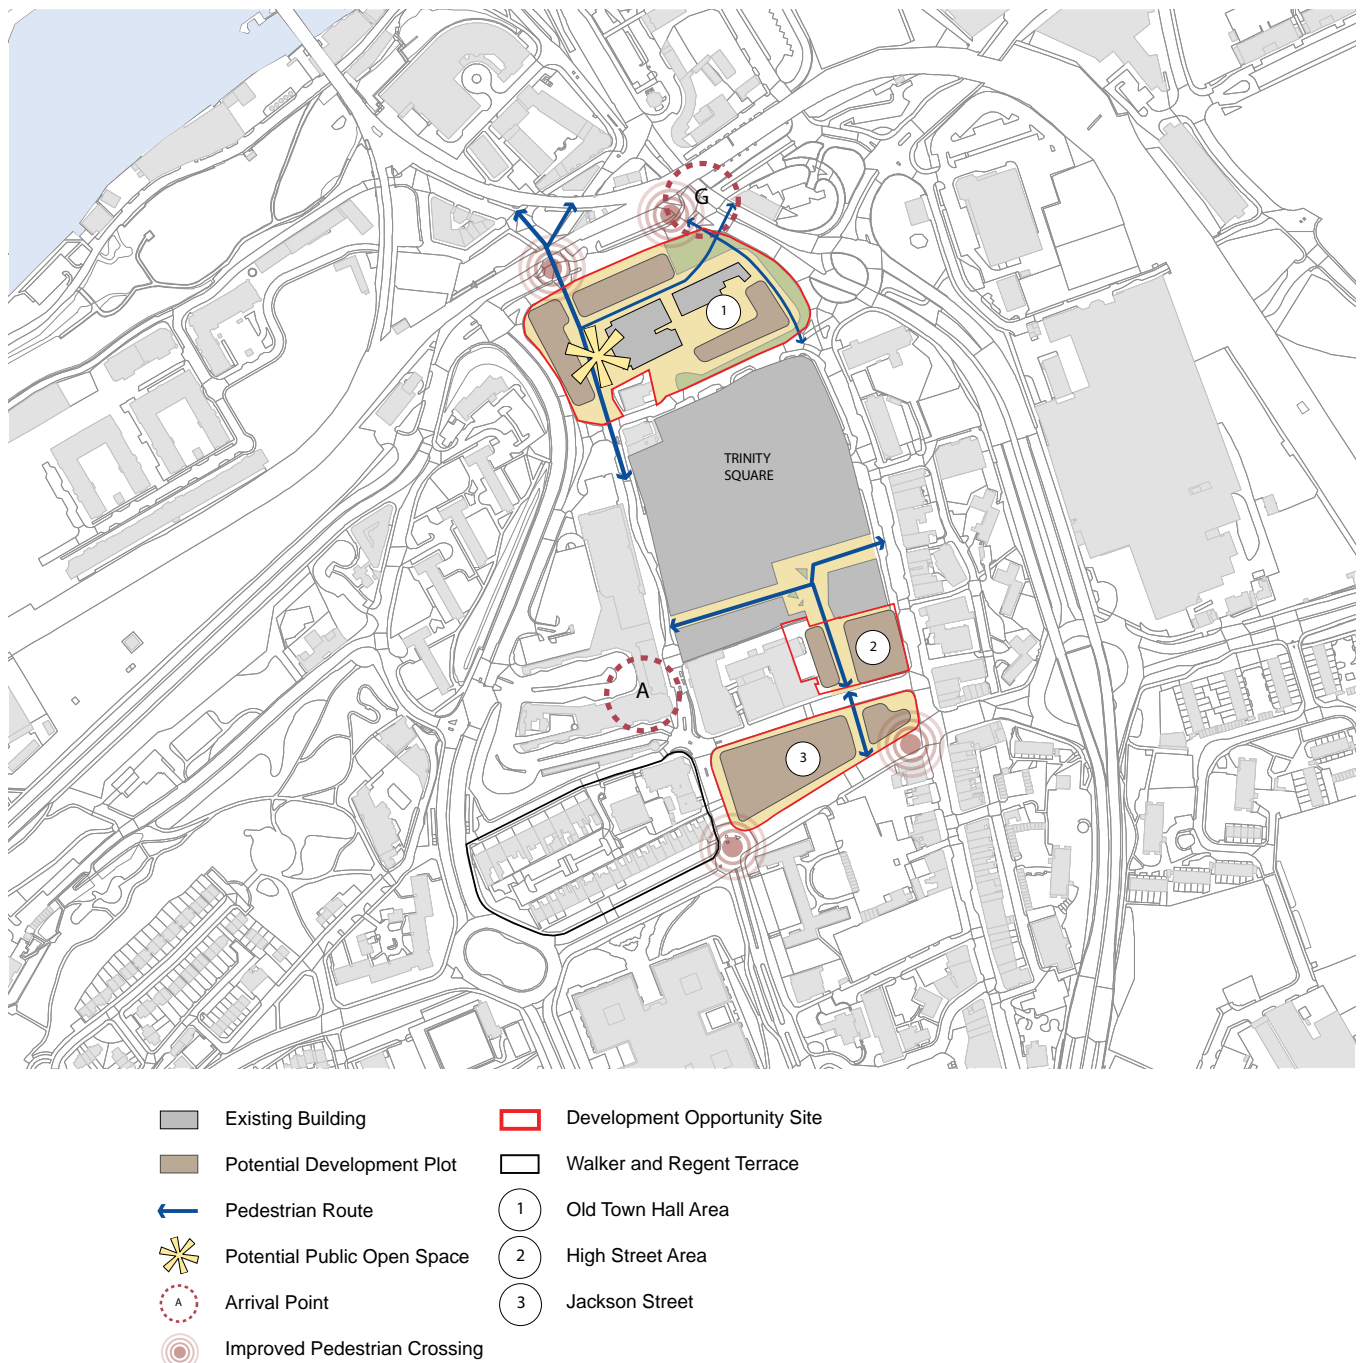 G
1
TRINITY
SQUARE
2
A
3
Existing Building
Potential Development Plot
Pedestrian Route
Potential Public Open Space
A Arrival Point
Improved Pedestrian Crossing
Development Opportunity Site
Walker and Regent Terrace
1 Old Town Hall Area
2 High Street Area
3 Jackson Street